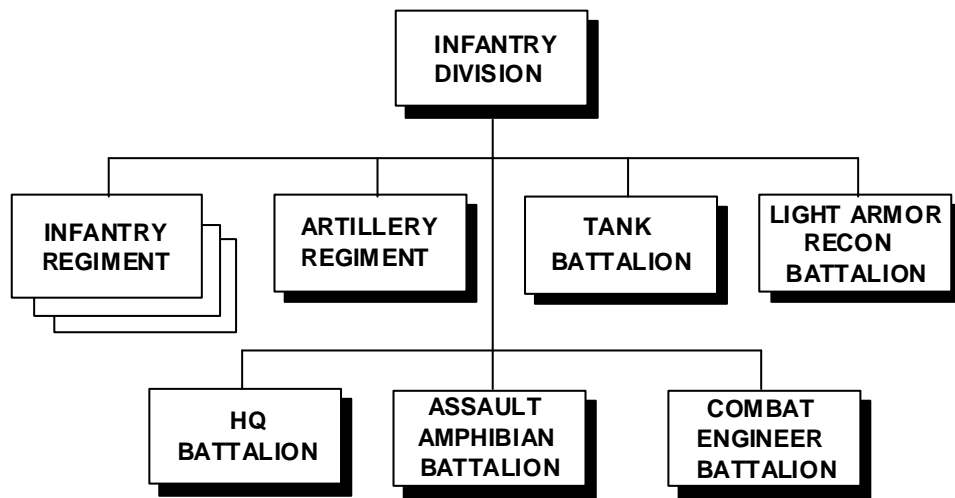 INFANTRY
DIVISION
INFANTRY
REGIMENT
ARTILLERY
REGIMENT
TANK
BATTALION
LIGHT ARMOR
RECON
BATTALION
HQ
BATTALION
ASSAULT
AMPHIBIAN
BATTALION
COMBAT
ENGINEER
BATTALION